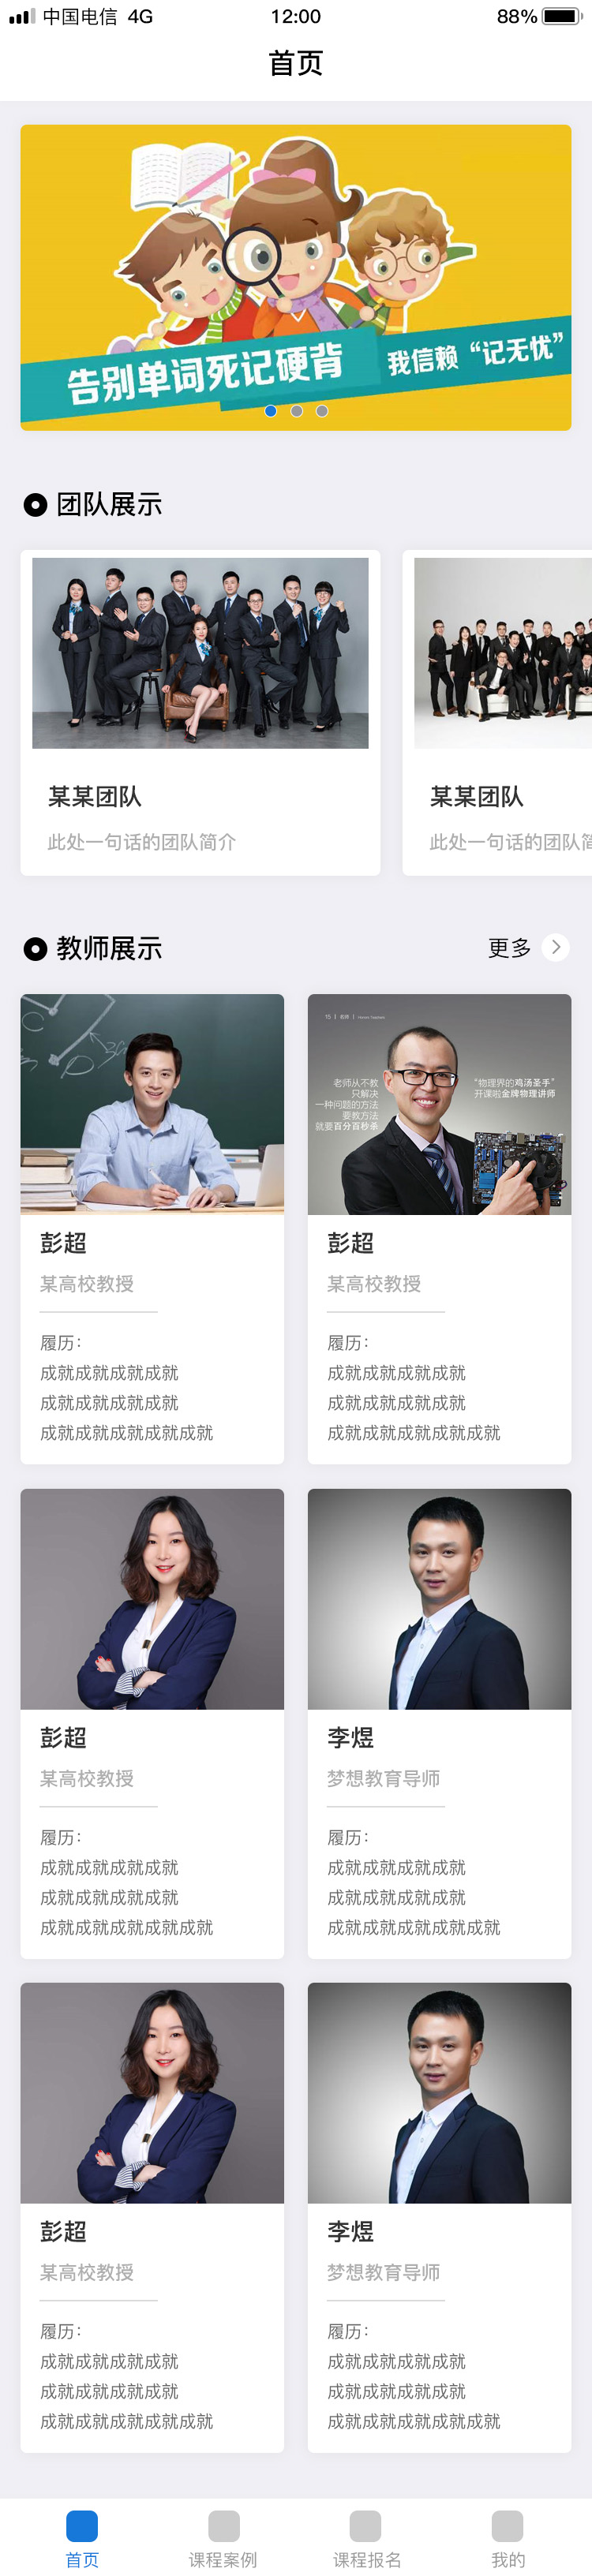 中国电信 4G 12:00 88%
首页
告别单词死记硬背 我信赖“记无忧”
团队展示
某某团队 某某团队
此处一句话的团队简介 此处一句话的团队简
教师展示 更多
老师从不教
只解决
一种问题的方法
要教方法
就要百分百秒杀
“物理界的鸡汤圣手”
开课啦金牌物理讲师
彭超 彭超
某高校教授 某高校教授
履历： 履历：
成就成就成就成就 成就成就成就成就
成就成就成就成就 成就成就成就成就
成就成就成就成就成就 成就成就成就成就成就
彭超 李煜
某高校教授 梦想教育导师
履历： 履历：
成就成就成就成就 成就成就成就成就
成就成就成就成就 成就成就成就成就
成就成就成就成就成就 成就成就成就成就成就
彭超 李煜
某高校教授 梦想教育导师
履历： 履历：
成就成就成就成就 成就成就成就成就
成就成就成就成就 成就成就成就成就
成就成就成就成就成就 成就成就成就成就成就
首页 课程案例 课程报名 我的